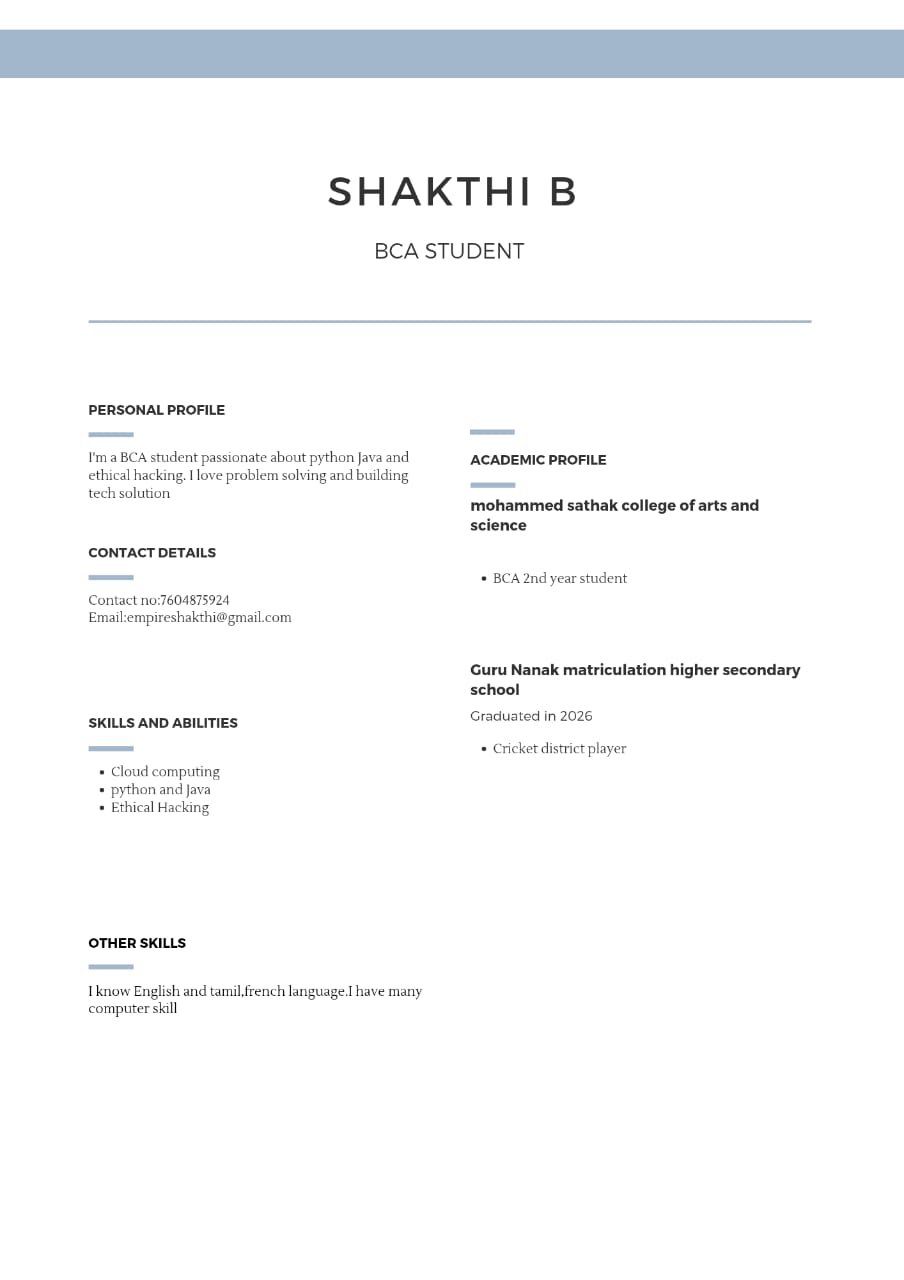 SHAKTHI B
BCA STUDENT
PERSONAL PROFILE
I'm a BCA student passionate about python Java and
ethical hacking. I love problem solving and building
tech solution
CONTACT DETAILS
Contact no:7604875924
Email:empireshakthi@gmail.com
SKILLS AND ABILITIES
• Cloud computing
• python and Java
• Ethical Hacking
OTHER SKILLS
I know English and tamil,french language.I have many
computer skill
ACADEMIC PROFILE
mohammed sathak college of arts and
science
• BCA 2nd year student
Guru Nanak matriculation higher secondary
school
Graduated in 2026
• Cricket district player